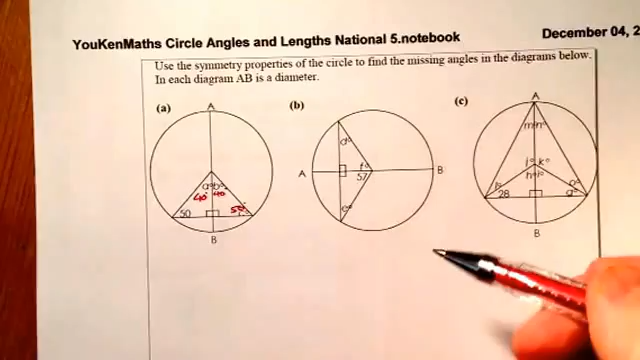 YouKenMaths Circle Angles and Lengths National 5.notebook
December 04, 2
Use the symmetry properties of the circle to find the missing angles in the diagrams below.
In each diagram AB is a diameter.
(a) (b) (c)
A
a° b°
40° 40
50
B
A
d°
f°
57
e°
B
A
m° n°
j° k°
h° i°
28
g°
B